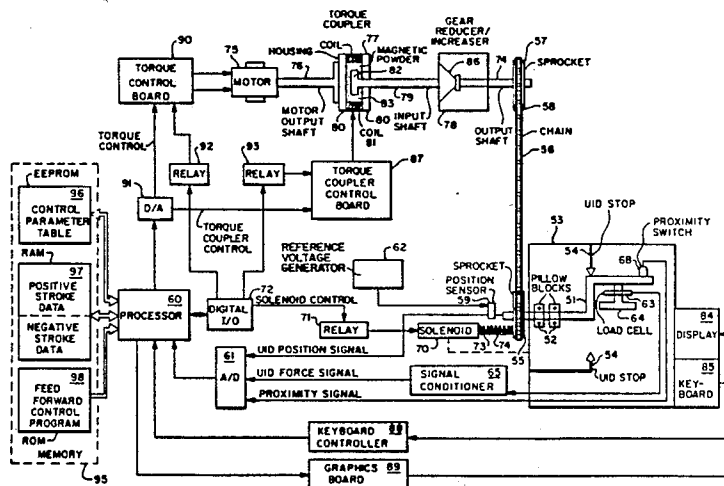 90
TORQUE
CONTROL
BOARD
75
MOTOR
76
MOTOR
OUTPUT
SHAFT
HOUSING
COIL
TORQUE
COUPLER
77
MAGNETIC
POWDER
82
83
80
80
COIL
81
79
INPUT
SHAFT
GEAR
REDUCER/
INCREASER
86
78
74
OUTPUT
SHAFT
57
SPROCKET
58
CHAIN
56
TORQUE
CONTROL
92
RELAY
93
RELAY
87
TORQUE
COUPLER
CONTROL
BOARD
91
D/A
TORQUE
COUPLER
CONTROL
EEPROM
96
CONTROL
PARAMETER
TABLE
RAM
97
POSITIVE
STROKE
DATA
NEGATIVE
STROKE
DATA
98
FEED
FORWARD
CONTROL
PROGRAM
ROM
MEMORY
95
60
PROCESSOR
72
DIGITAL
I/O
SOLENOID CONTROL
REFERENCE
VOLTAGE
GENERATOR
62
POSITION
SENSOR
59
SPROCKET
71
RELAY
SOLENOID
70
73
74
55
61
A/D
UID POSITION SIGNAL
UID FORCE SIGNAL
PROXIMITY SIGNAL
SIGNAL
CONDITIONER
65
53
UID STOP
54
PROXIMITY
SWITCH
68
PILLOW
BLOCKS
51
52
63
64
LOAD CELL
54
UID STOP
84
DISPLAY
85
KEY-
BOARD
KEYBOARD
CONTROLLER
88
GRAPHICS
BOARD
89